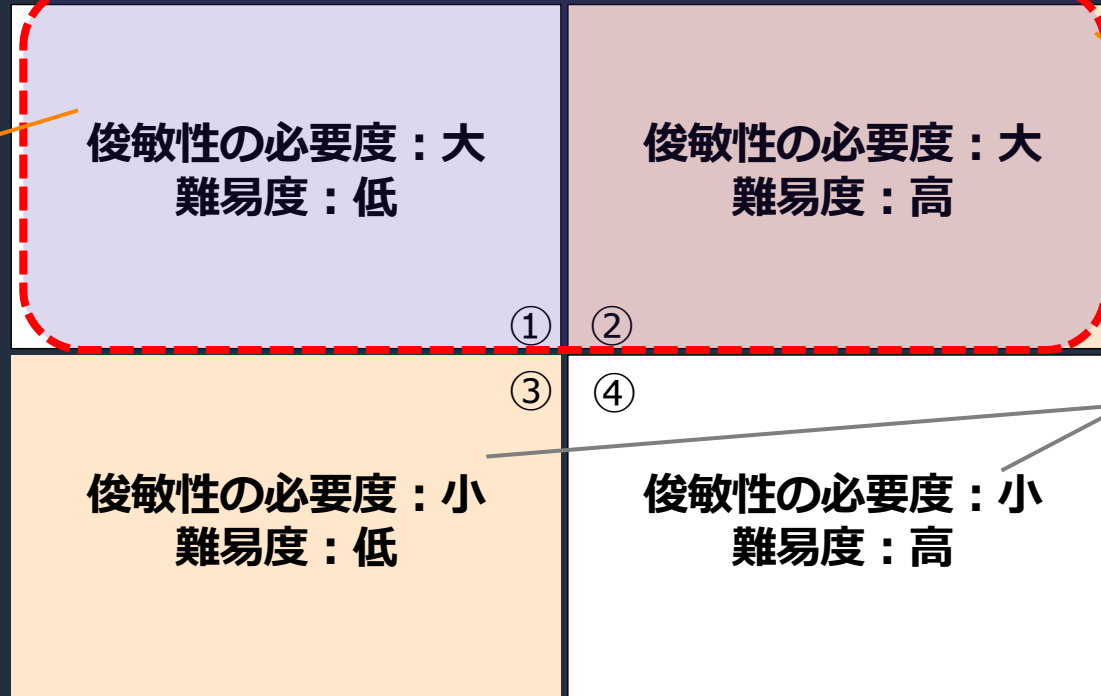 俊敏性の必要度：大
難易度：低
①
俊敏性の必要度：大
難易度：高
②
③
俊敏性の必要度：小
難易度：低
④
俊敏性の必要度：小
難易度：高